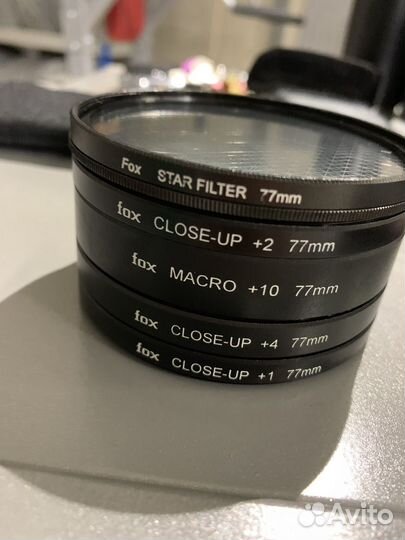 Fox STAR FILTER 77mm
fox CLOSE-UP +2 77mm
fox MACRO +10 77mm
fox CLOSE-UP +4 77mm
fox CLOSE-UP +1 77mm
Avito